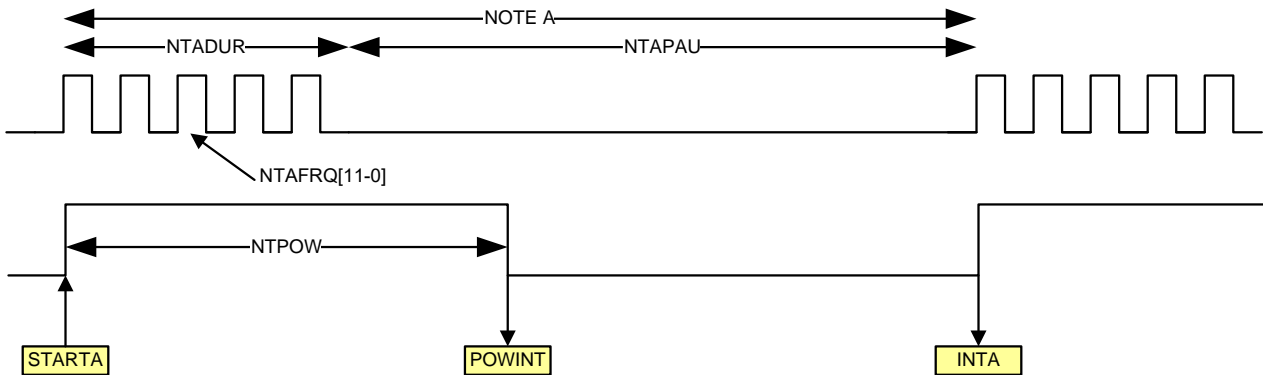 NOTE A
NTADUR
NTAPAU
NTAFRQ[11-0]
NTPOW
STARTA
POWINT
INTA